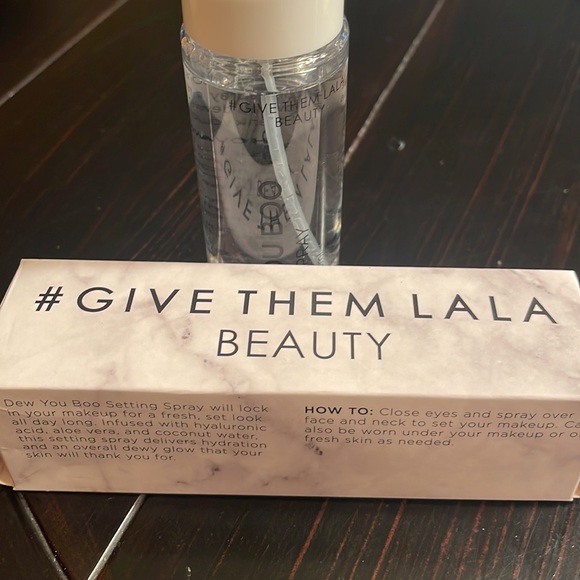 #GIVE THEM LALA
BEAUTY
# GIVE THEM LALA
BEAUTY
Dew You Boo Setting Spray will lock
in your makeup for a fresh, set look
all day long. Infused with hyaluronic
acid, aloe vera, and coconut water,
this setting spray delivers hydration
and an overall dewy glow that your
skin will thank you for.
HOW TO: Close eyes and spray over
face and neck to set your makeup. Ca
also be worn under your makeup or o
fresh skin as needed.